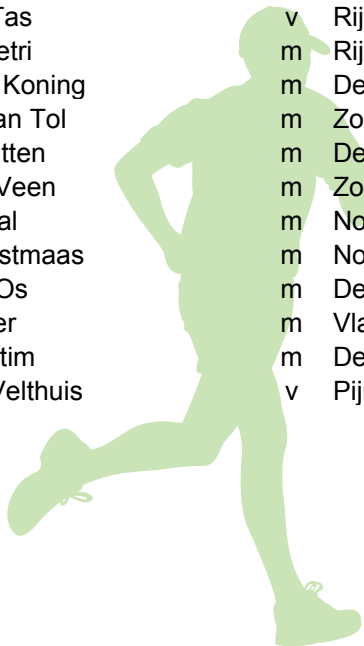 Tas v Rij
etri m Rij
Koning m De
an Tol m Zo
tten m De
Veen m Zo
al m No
stmaas m No
Os m De
er m Vla
tim m De
Velthuis v Pij